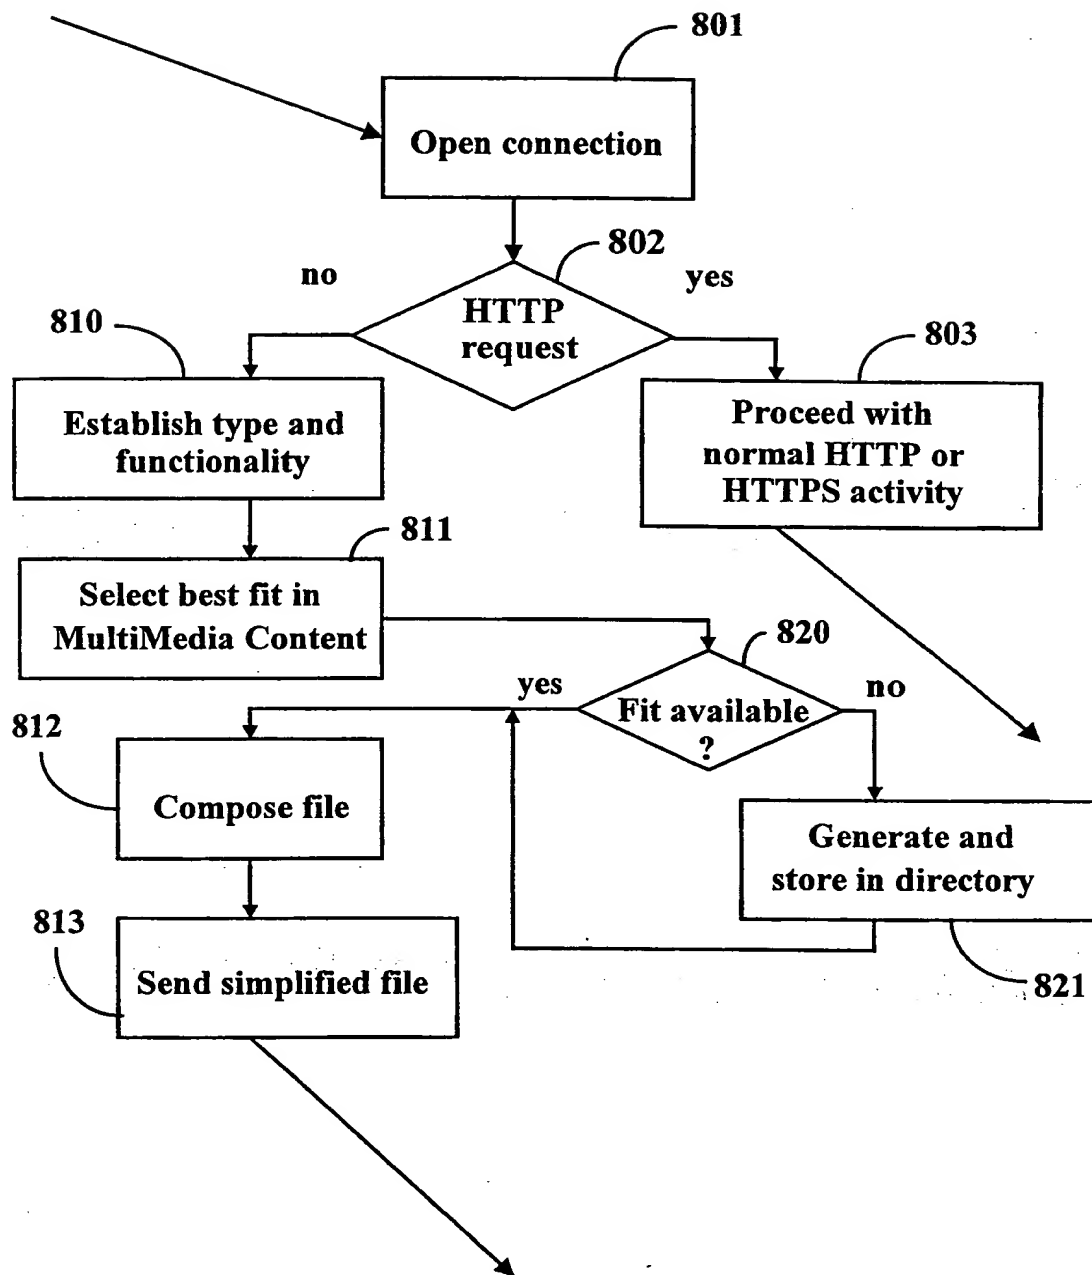 801
Open connection
802
no
yes
HTTP
request
810
803
Establish type and
functionality
Proceed with
normal HTTP or
HTTPS activity
811
Select best fit in
MultiMedia Content
820
yes
no
Fit available
?
812
Compose file
Generate and
store in directory
813
Send simplified file
821